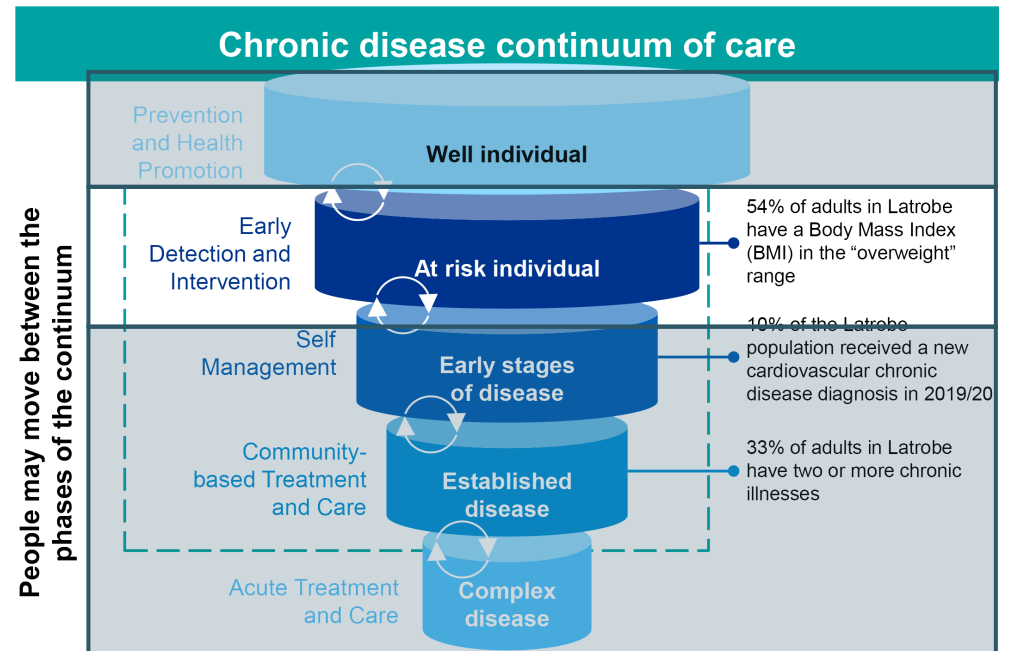 Chronic disease continuum of care
People may move between the
phases of the continuum
Prevention
and Health
Promotion
Well individual
Early
Detection and
Intervention
At risk individual
54% of adults in Latrobe
have a Body Mass Index
(BMI) in the “overweight”
range
Self
Management
Early stages
of disease
10% of the Latrobe
population received a new
cardiovascular chronic
disease diagnosis in 2019/20
Community-
based Treatment
and Care
Established
disease
33% of adults in Latrobe
have two or more chronic
illnesses
Acute Treatment
and Care
Complex
disease